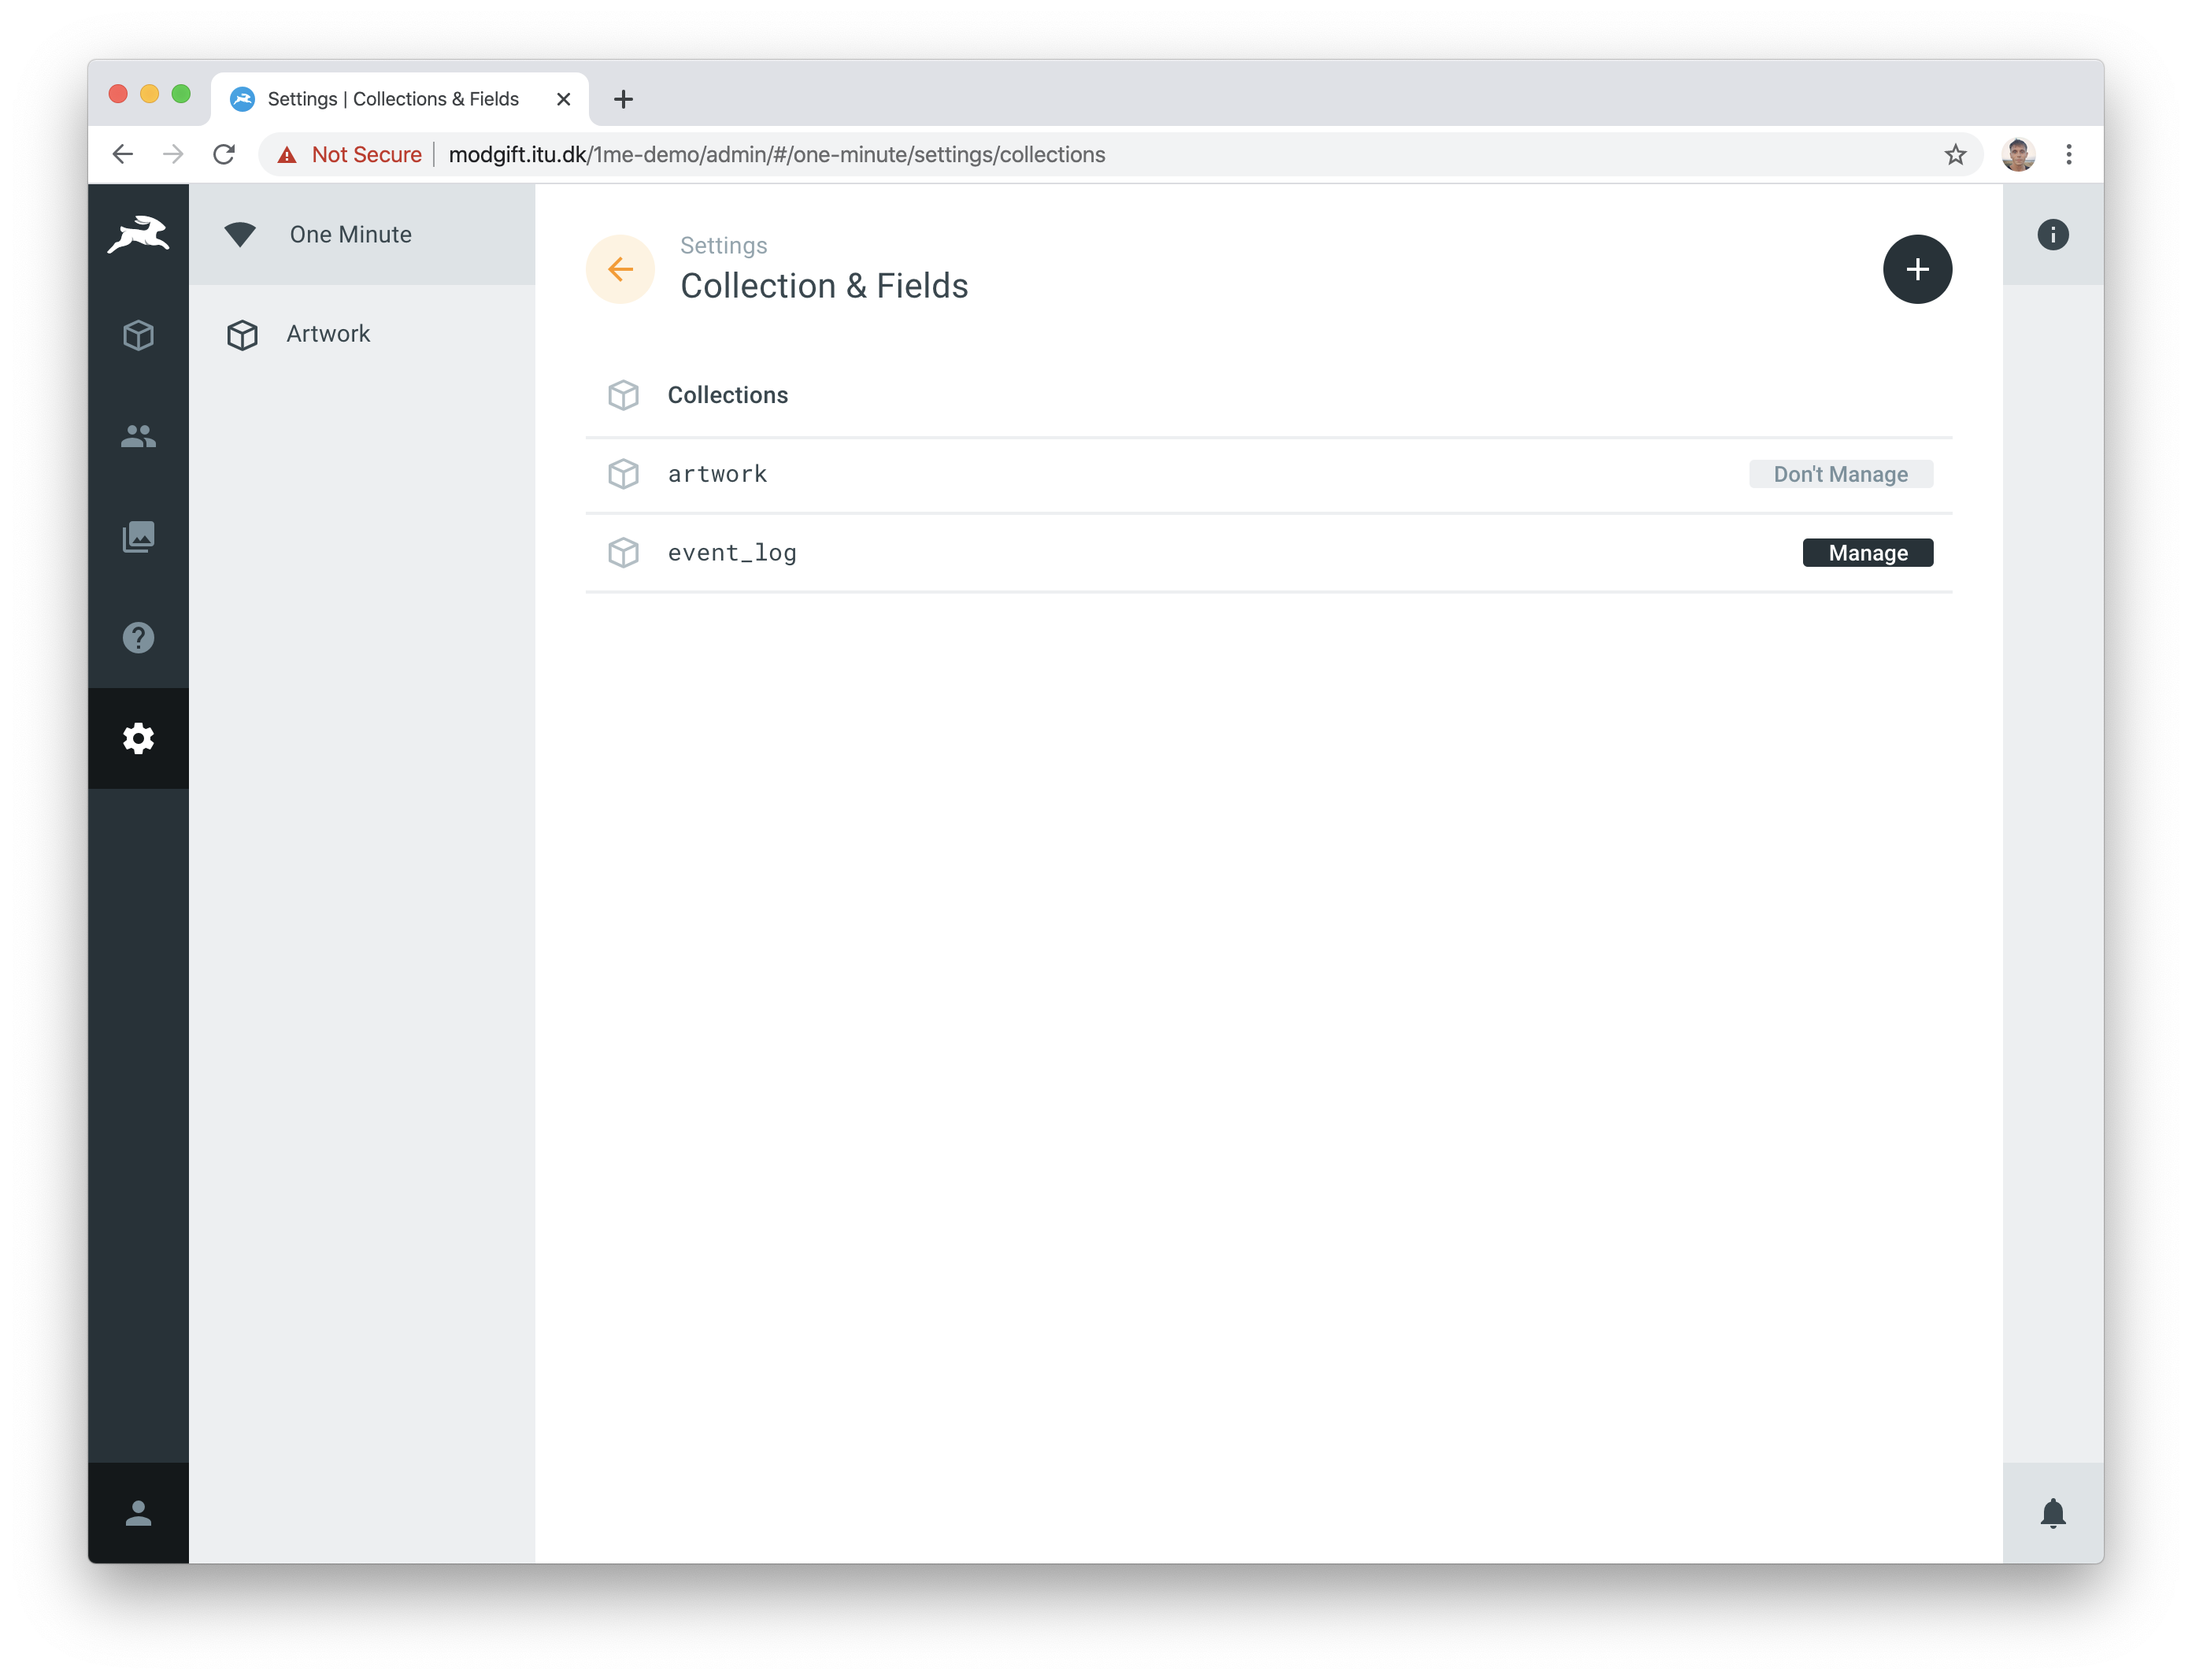 Settings | Collections & Fields
Not Secure | modgift.itu.dk/1me-demo/admin/#/one-minute/settings/collections
One Minute
Artwork
Settings
Collection & Fields
Collections
artwork Don't Manage
event_log Manage